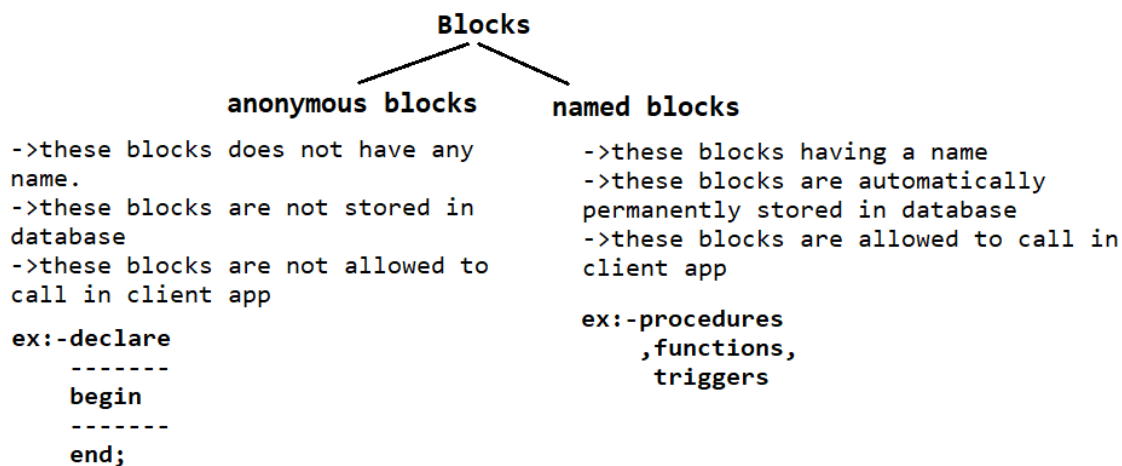 Blocks
anonymous blocks
->these blocks does not have any
name.
->these blocks are not stored in
database
->these blocks are not allowed to
call in client app
ex:-declare
-------
begin
-------
end;
named blocks
->these blocks having a name
->these blocks are automatically
permanently stored in database
->these blocks are allowed to call in
client app
ex:-procedures
,functions,
triggers